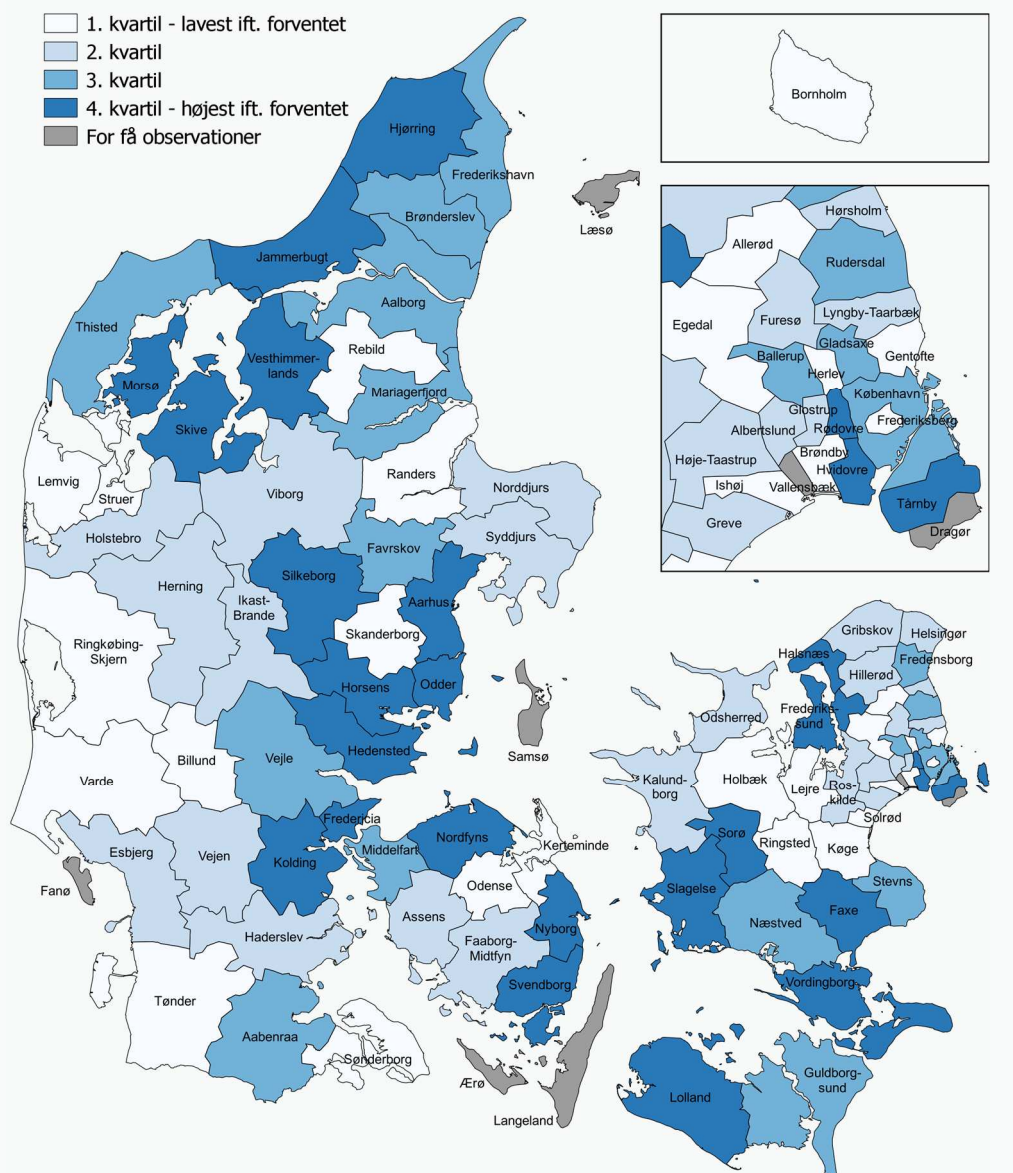 1. kvartil - lavest ift. forventet
2. kvartil
3. kvartil
4. kvartil - højest ift. forventet
For få observationer
Hjørring
Frederikshavn
Brønderslev
Læsø
Jammerbugt
Aalborg
Thisted
Rebild
Vesthimmer-
lands
Morsø
Mariagerfjord
Skive
Randers
Lemvig
Struer
Viborg
Norddjurs
Holstebro
Syddjurs
Favrskov
Silkeborg
Herning
Ikast-
Brande
Aarhus
Skanderborg
Ringkøbing-
Skjern
Horsens
Odder
Hedensted
Samsø
Billund
Vejle
Varde
Fredericia
Nordfyns
Kerteminde
Esbjerg
Vejen
Kolding
Middelfart
Odense
Fanø
Assens
Nyborg
Haderslev
Faaborg-
Midtfyn
Svendborg
Tønder
Aabenraa
Sønderborg
Ærø
Langeland
Bornholm
Hørsholm
Allerød
Rudersdal
Egedal
Furesø
Lyngby-Taarbæk
Gladsaxe
Ballerup
Gentofte
Herlev
København
Glostrup
Frederiksberg
Albertslund
Rødovre
Brøndby
Høje-Taastrup
Hvidovre
Ishøj
Vallensbæk
Tårnby
Greve
Dragør
Gribskov
Helsingør
Halsnæs
Fredensborg
Hillerød
Frederiks-
sund
Odsherred
Kalund-
borg
Holbæk
Lejre
Ros-
kilde
Solrød
Sorø
Ringsted
Køge
Slagelse
Stevns
Næstved
Faxe
Vordingborg
Guldborg-
sund
Lolland